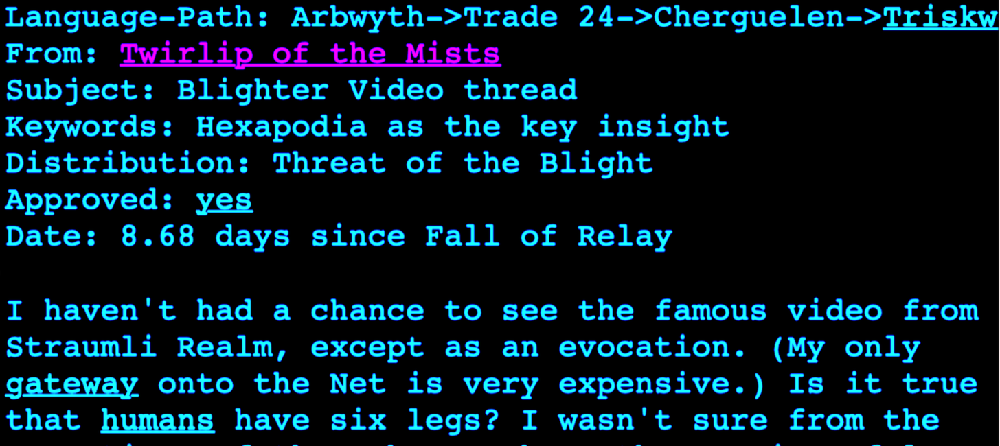 Language-Path: Arbwyth->Trade 24->Cherguelen->Triskw
From: Twirlip of the Mists
Subject: Blighter Video thread
Keywords: Hexapodia as the key insight
Distribution: Threat of the Blight
Approved: yes
Date: 8.68 days since Fall of Relay
I haven't had a chance to see the famous video from
Straumli Realm, except as an evocation. (My only
gateway onto the Net is very expensive.) Is it true
that humans have six legs? I wasn't sure from the